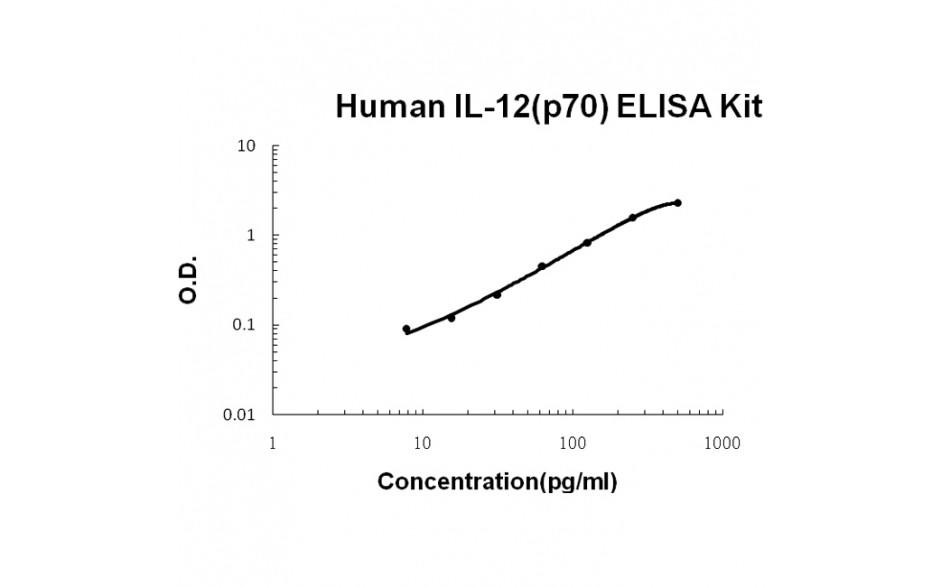 Human IL-12(p70) ELISA Kit
10
1
0.1
0.01
O.D.
1 10 100 1000
Concentration(pg/ml)